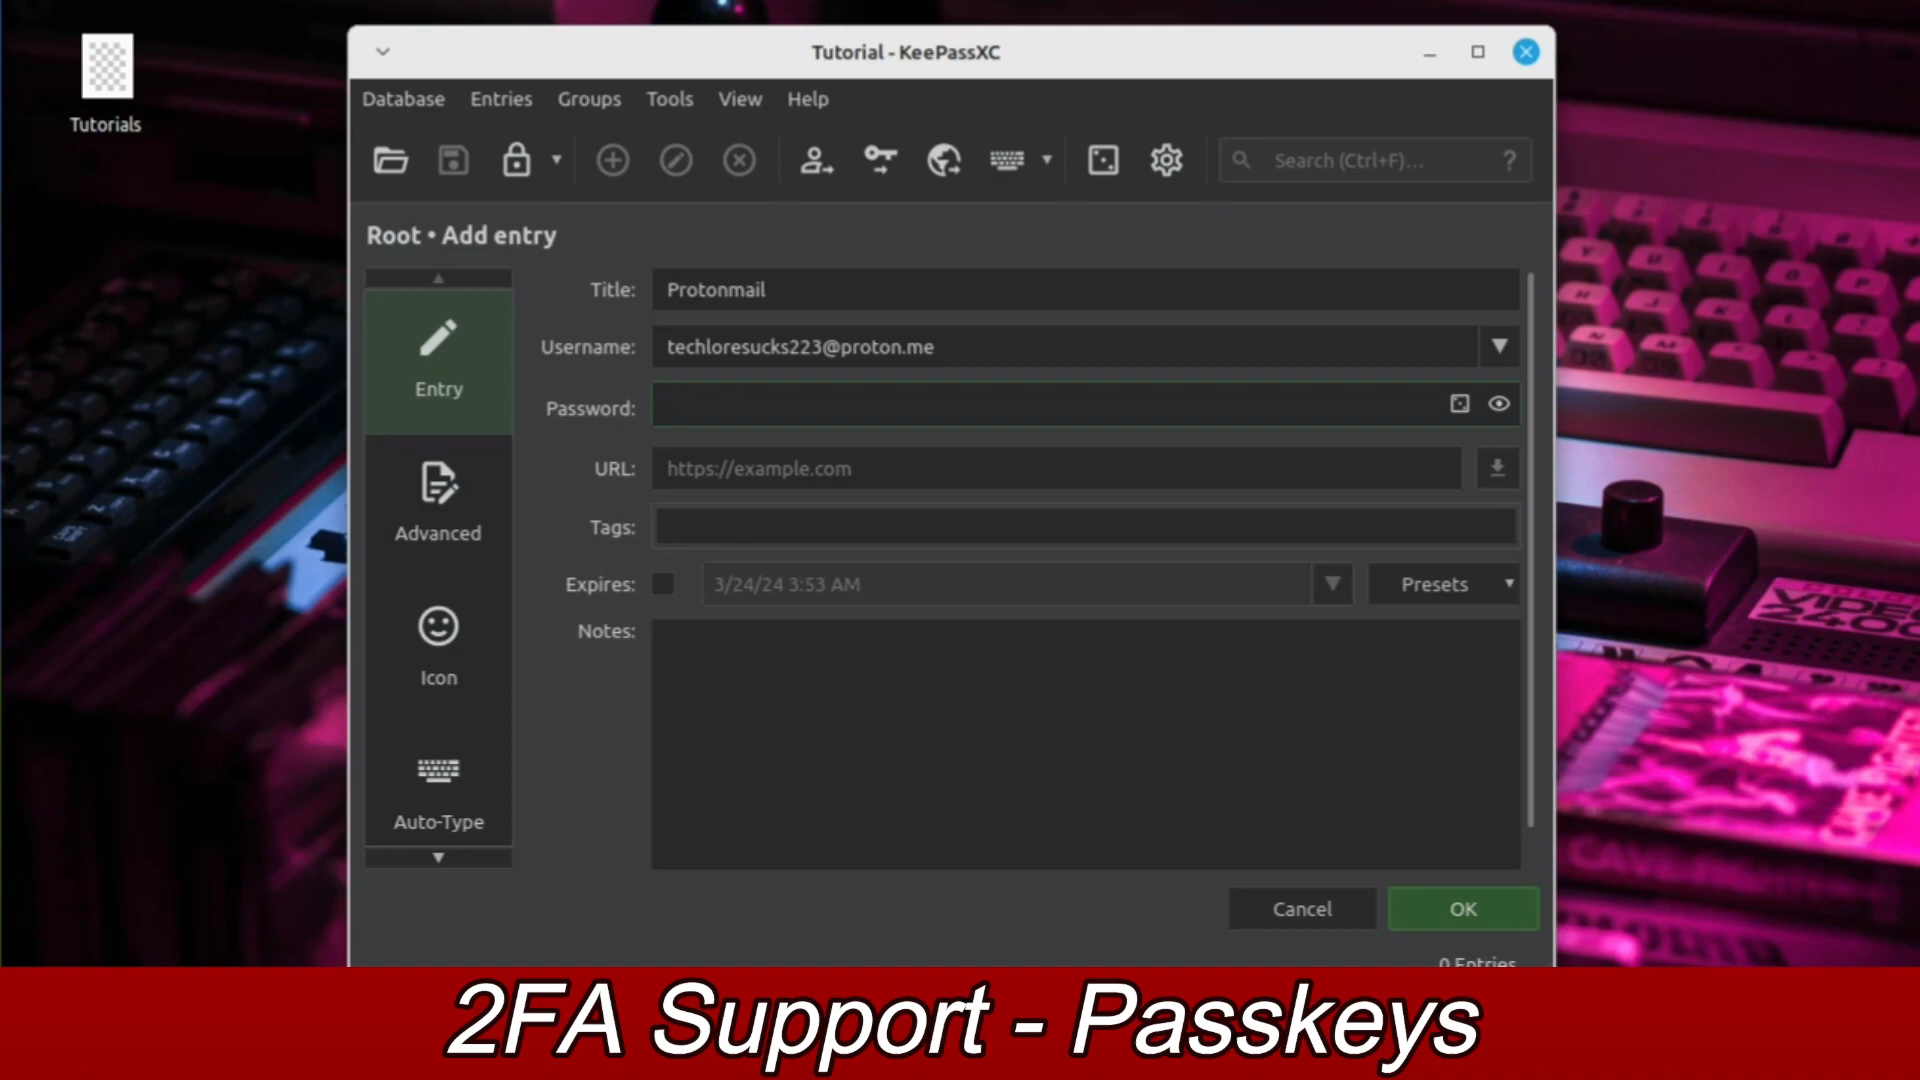 Tutorials
Tutorial - KeePassXC
Database Entries Groups Tools View Help
Search (Ctrl+F)... ?
Root • Add entry
Entry
Advanced
Icon
Auto-Type
Title: Protonmail
Username: techloresucks223@proton.me
Password:
URL: https://example.com
Tags:
Expires: 3/24/24 3:53 AM Presets
Notes:
Cancel OK
0 Entries
VIDEO
2400
2FA Support - Passkeys